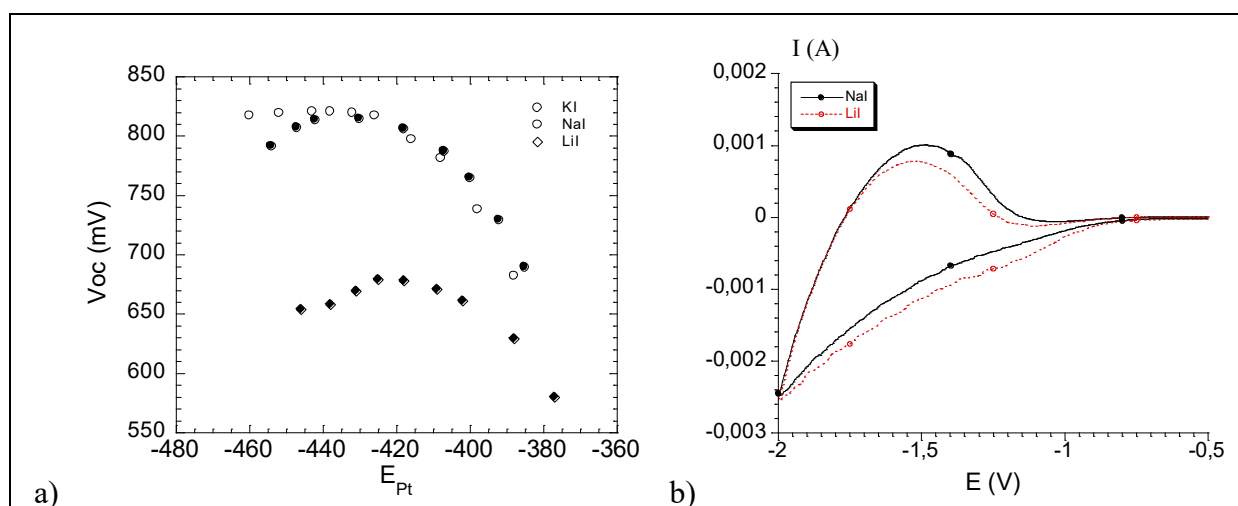 850
800
750
700
650
600
550
Voc (mV)
KI
NaI
LiI
-480 -460 -440 -420 -400 -380 -360
E_Pt
a)
I (A)
0,002
0,001
0
-0,001
-0,002
-0,003
NaI
LiI
-2 -1,5 -1 -0,5
E (V)
b)